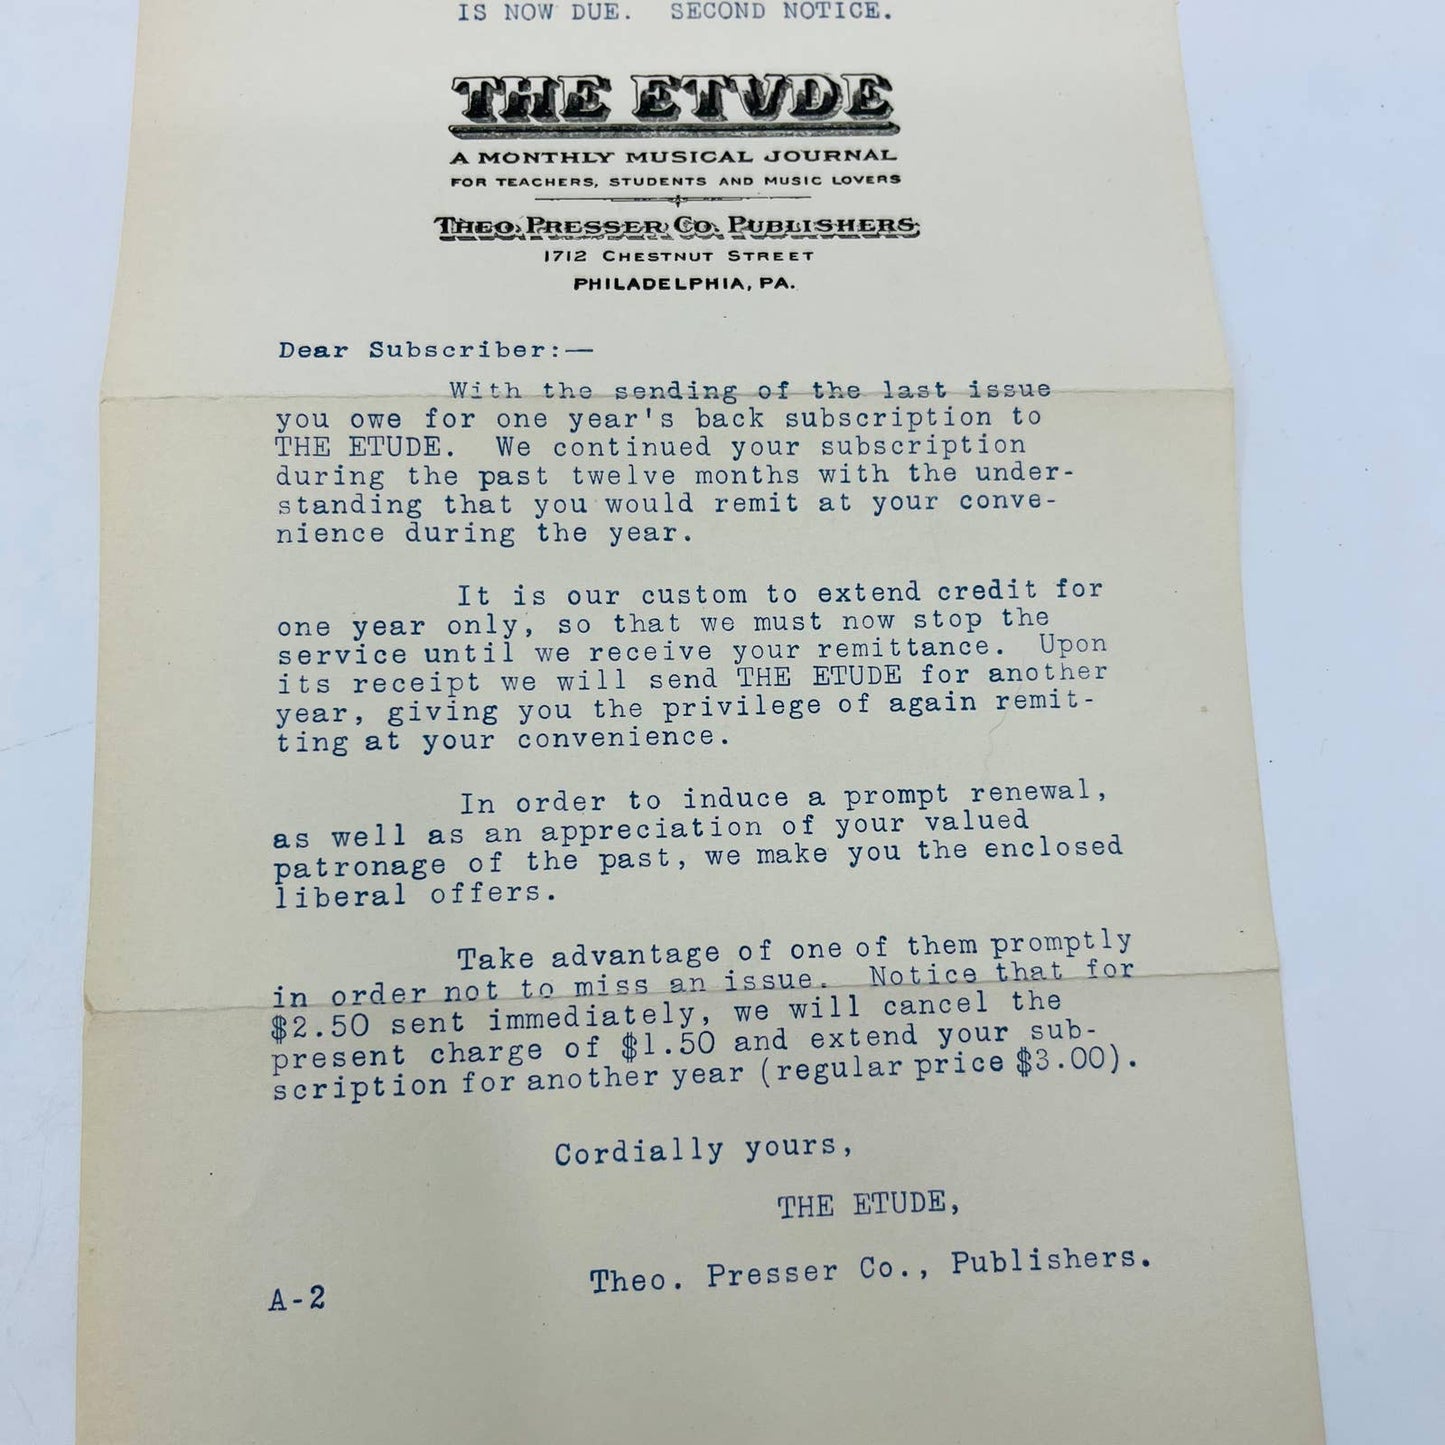 IS NOW DUE. SECOND NOTICE.
THE ETVDE
A MONTHLY MUSICAL JOURNAL
FOR TEACHERS, STUDENTS AND MUSIC LOVERS
THEO. PRESSER CO. PUBLISHERS.
1712 CHESTNUT STREET
PHILADELPHIA, PA.
Dear Subscriber:—
With the sending of the last issue
you owe for one year's back subscription to
THE ETUDE. We continued your subscription
during the past twelve months with the under-
standing that you would remit at your conve-
nience during the year.
It is our custom to extend credit for
one year only, so that we must now stop the
service until we receive your remittance. Upon
its receipt we will send THE ETUDE for another
year, giving you the privilege of again remit-
ting at your convenience.
In order to induce a prompt renewal,
as well as an appreciation of your valued
patronage of the past, we make you the enclosed
liberal offers.
Take advantage of one of them promptly
in order not to miss an issue. Notice that for
$2.50 sent immediately, we will cancel the
present charge of $1.50 and extend your sub-
scription for another year (regular price $3.00).
Cordially yours,
THE ETUDE,
Theo. Presser Co., Publishers.
A-2